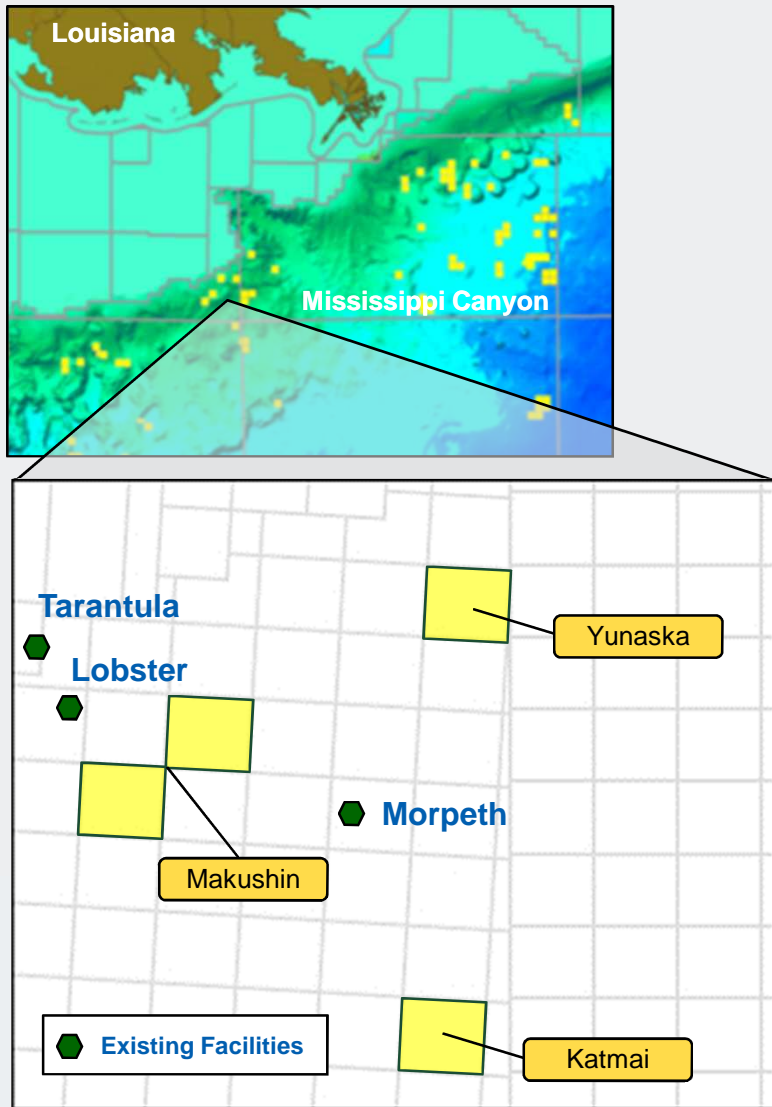 Louisiana
Mississippi Canyon
Tarantula
Yunaska
Lobster
Morpeth
Makushin
Existing Facilities
Katmai